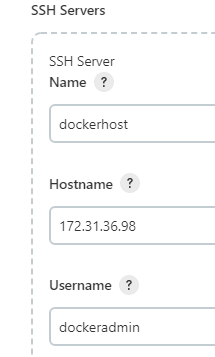 SSH Servers
SSH Server
Name ?
dockerhost
Hostname ?
172.31.36.98
Username ?
dockeradmin